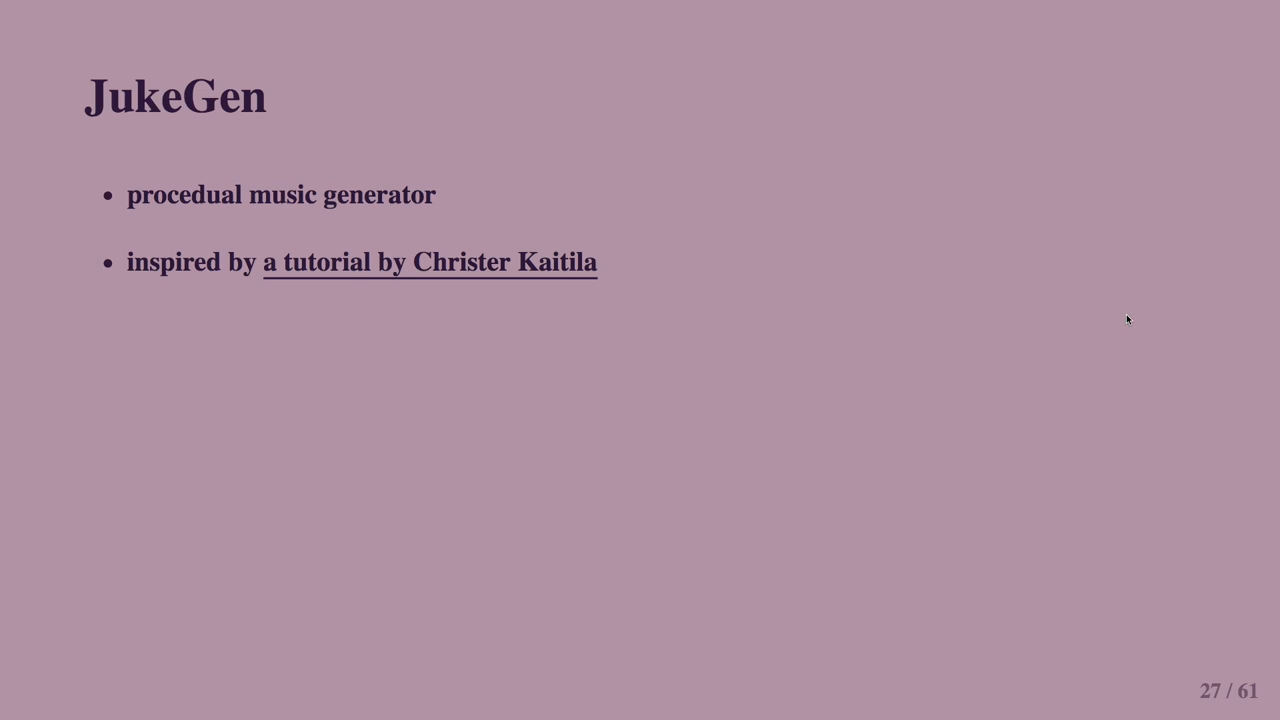 JukeGen
• procedual music generator
• inspired by a tutorial by Christer Kaitila
27 / 61